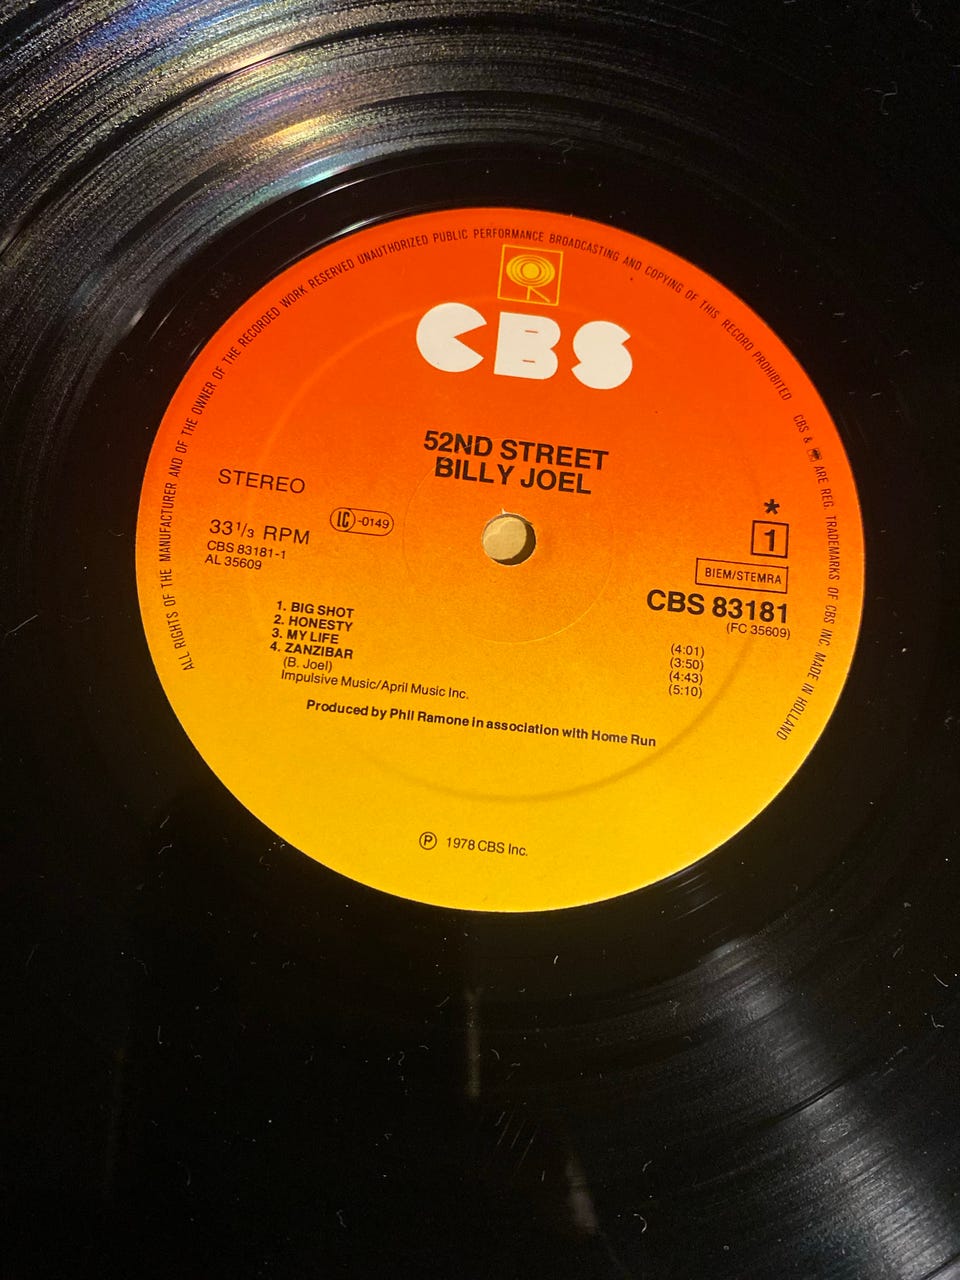 ALL RIGHTS OF THE MANUFACTURER AND OF THE OWNER OF THE RECORDED WORK RESERVED UNAUTHORIZED PUBLIC PERFORMANCE BROADCASTING AND COPYING OF THIS RECORD PROHIBITED CBS & ARE REG. TRADEMARKS OF CBS INC. MADE IN HOLLAND
CBS
52ND STREET
BILLY JOEL
STEREO
33 1/3 RPM
LC-0149
CBS 83181-1
AL 35609
*
1
BIEM/STEMRA
CBS 83181
(FC 35609)
1. BIG SHOT (4:01)
2. HONESTY (3:50)
3. MY LIFE (4:43)
4. ZANZIBAR (5:10)
(B. Joel)
Impulsive Music/April Music Inc.
Produced by Phil Ramone in association with Home Run
Ⓟ 1978 CBS Inc.